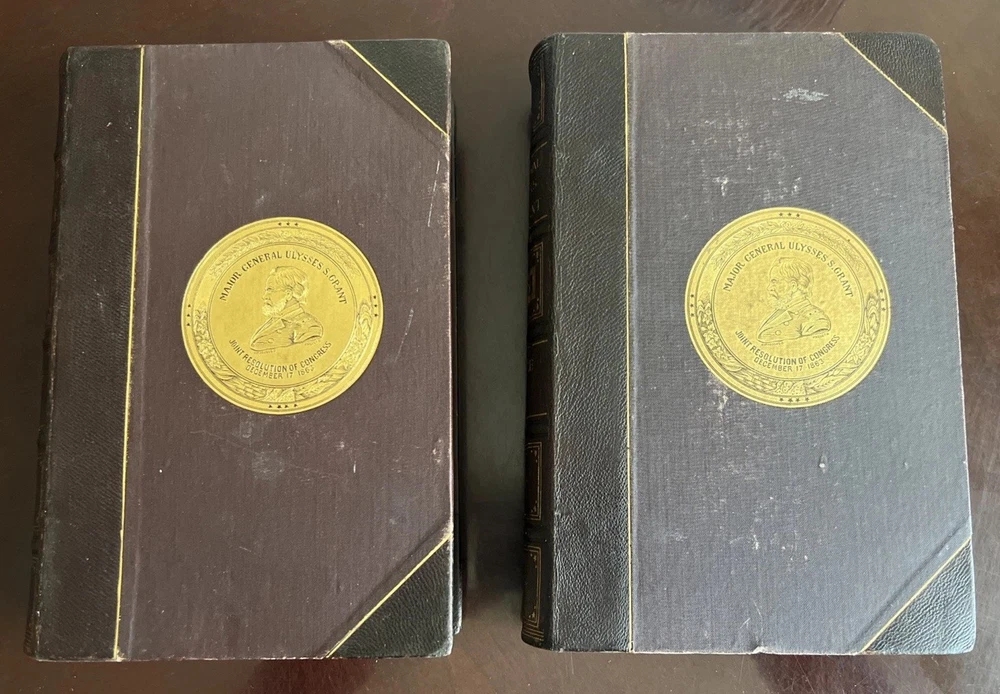 MAJOR GENERAL ULYSSES S. GRANT
JOINT RESOLUTION OF CONGRESS
DECEMBER 17 1863
MAJOR GENERAL ULYSSES S. GRANT
JOINT RESOLUTION OF CONGRESS
DECEMBER 17 1863